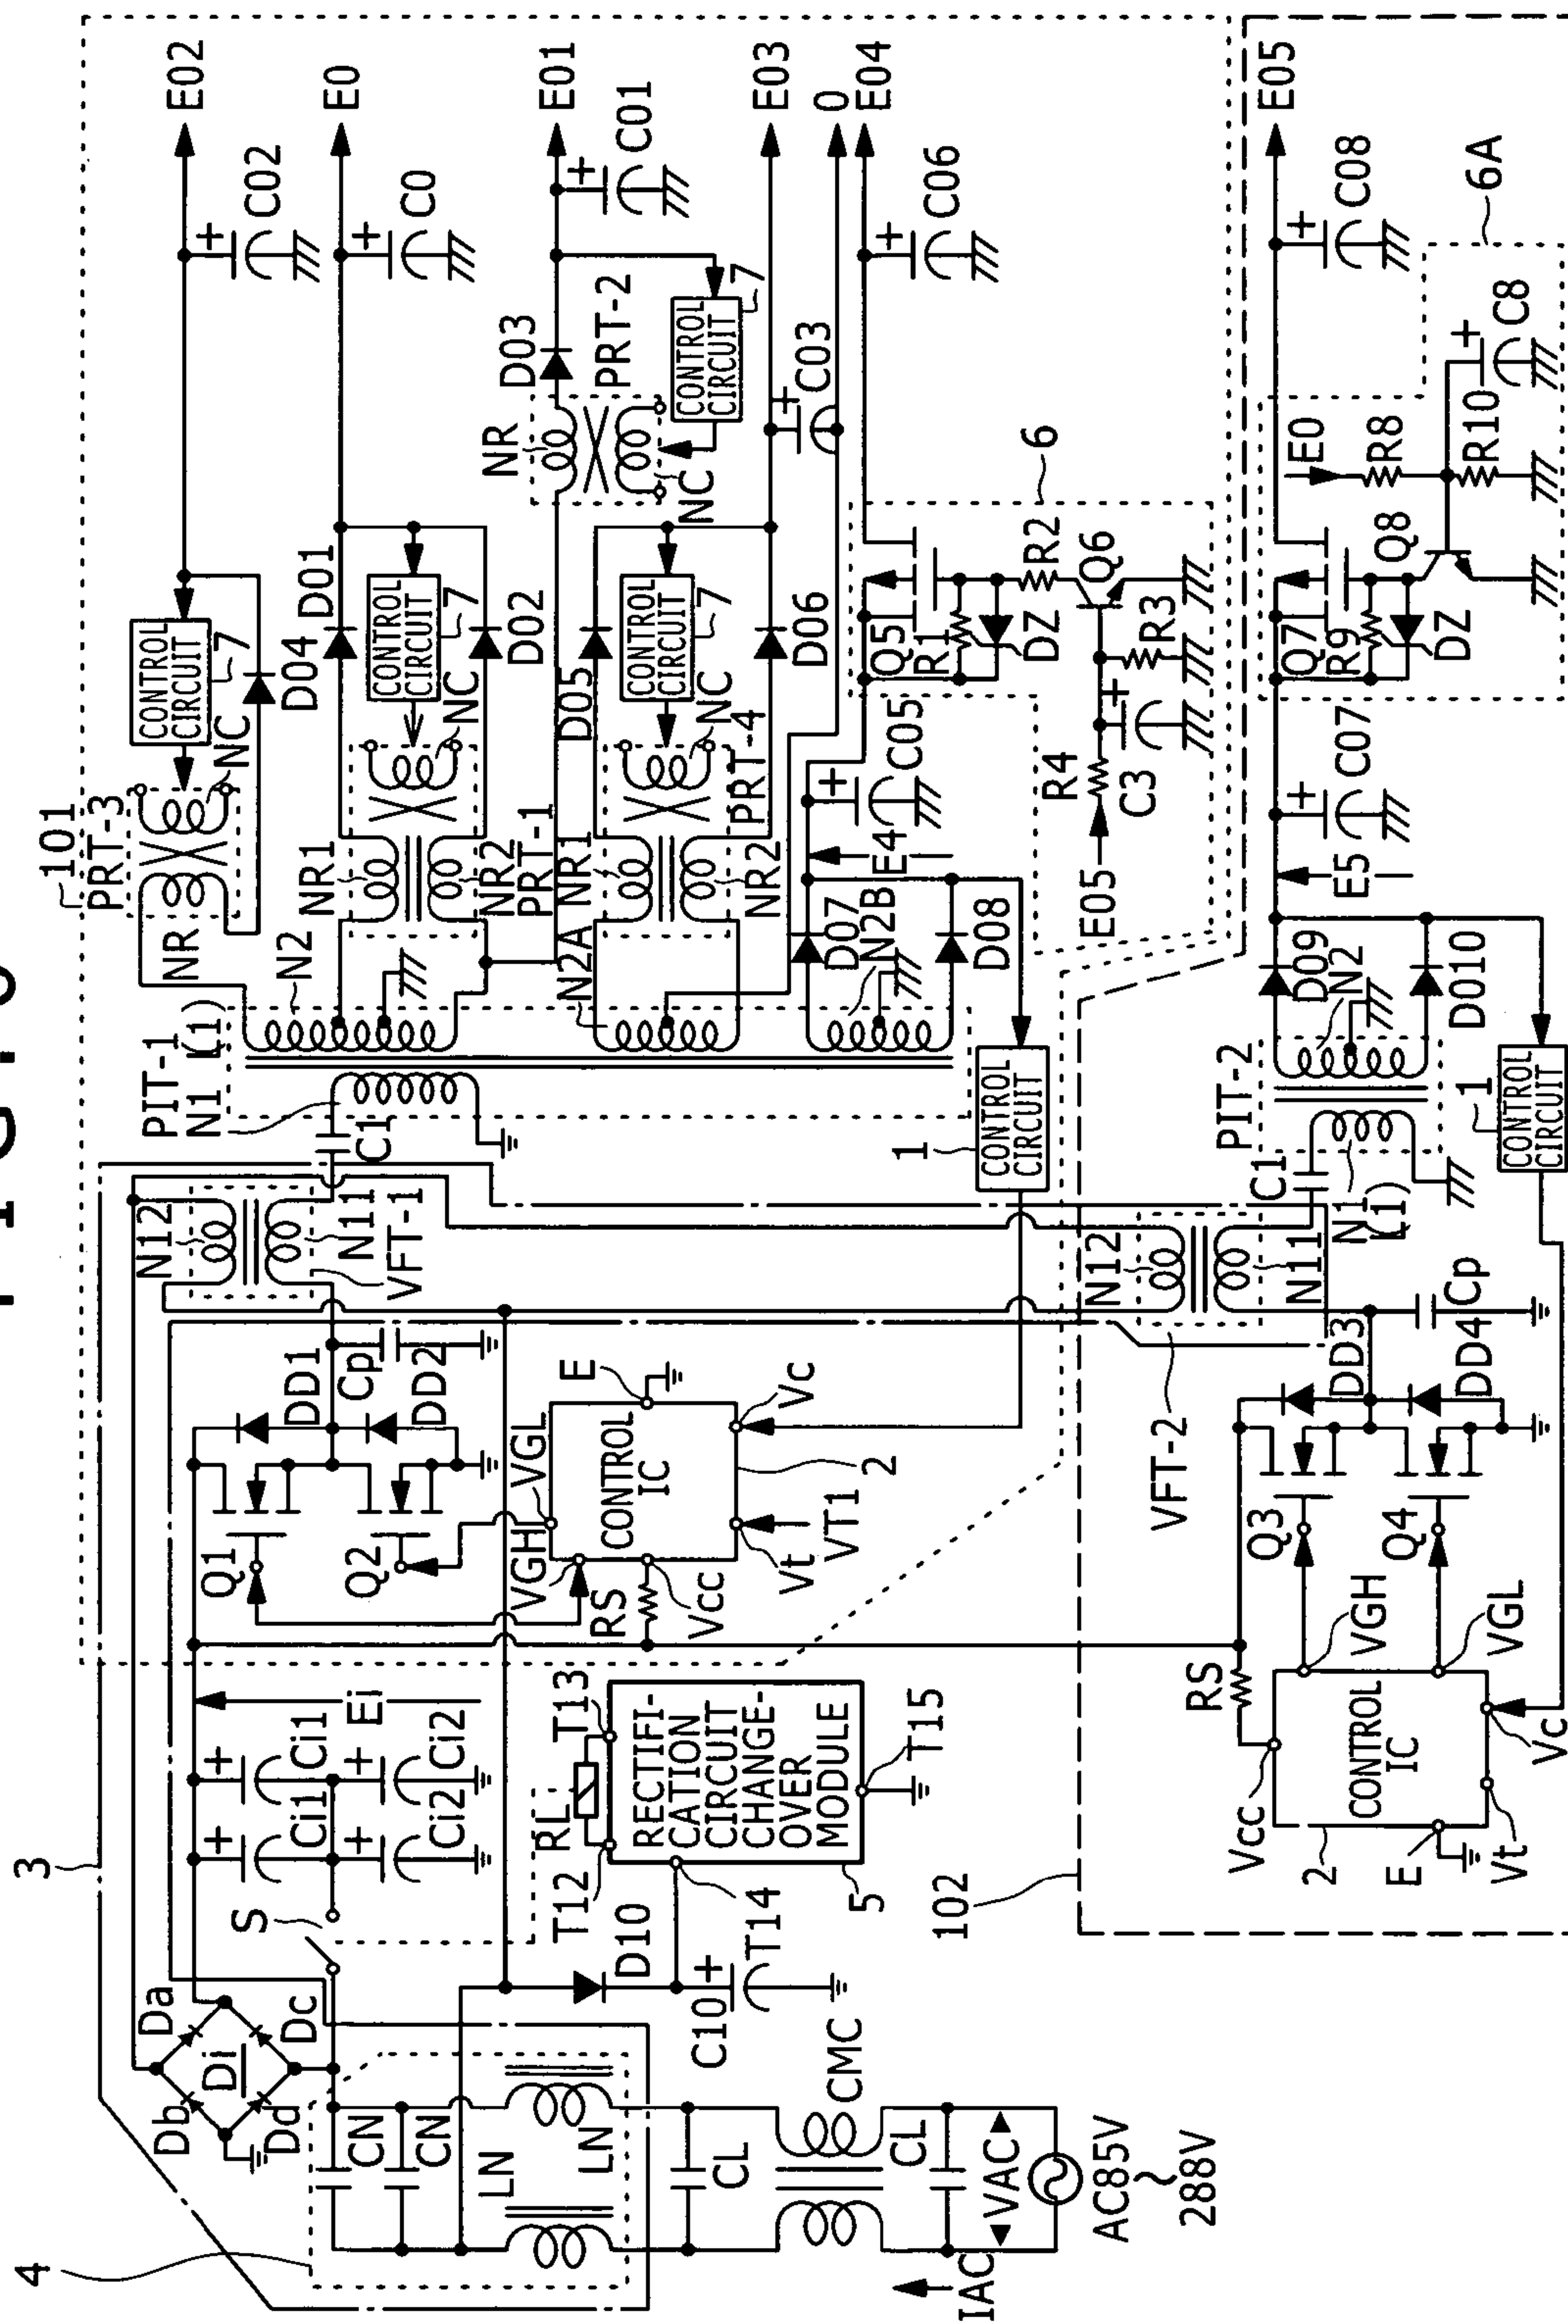 3
4
Db
Da
Di
Dd
Dc
CN
CN
LN
LN
CL
CL
CMC
IAC
VAC
AC85V
~
288V
S
+ Ci1
+ Ci1
+ Ci2
+ Ci2
Ei
D10
C10 +
RL
T12
T13
T14
T15
RECTIFI-
CATION
CIRCUIT
CHANGE-
OVER
MODULE
5
Q1
Q2
DD1
Cp
DD2
N12
N11
VFT-1
VGH
VGL
RS
Vcc
E
CONTROL
IC
2
Vt
VT1
Vc
C1
PIT-1
N1 (L1)
N2
N2A
N2B
101
PRT-3
NR
NC
CONTROL
CIRCUIT
7
D04
E02
+ C02
NR1
NR2
PRT-1
NC
CONTROL
CIRCUIT
7
D01
D02
E0
+ C0
NR
NC
PRT-2
D03
CONTROL
CIRCUIT
7
E01
+ C01
NR1
NR2
PRT-4
NC
CONTROL
CIRCUIT
7
D05
D06
E03
+ C03
0
E04
D07
D08
E4
+ C05
Q5
R1
DZ
R2
Q6
R3
R4
C3 +
E05
6
+ C06
1
CONTROL
CIRCUIT
102
Vcc
RS
2
CONTROL
IC
E
Vt
Vc
VGH
VGL
Q3
Q4
DD3
DD4
Cp
VFT-2
N12
N11
C1
N1
(L1)
PIT-2
N2
1
CONTROL
CIRCUIT
D09
D010
E5
+ C07
Q7
R9
DZ
Q8
E0
R8
R10
+ C8
6A
+ C08
E05